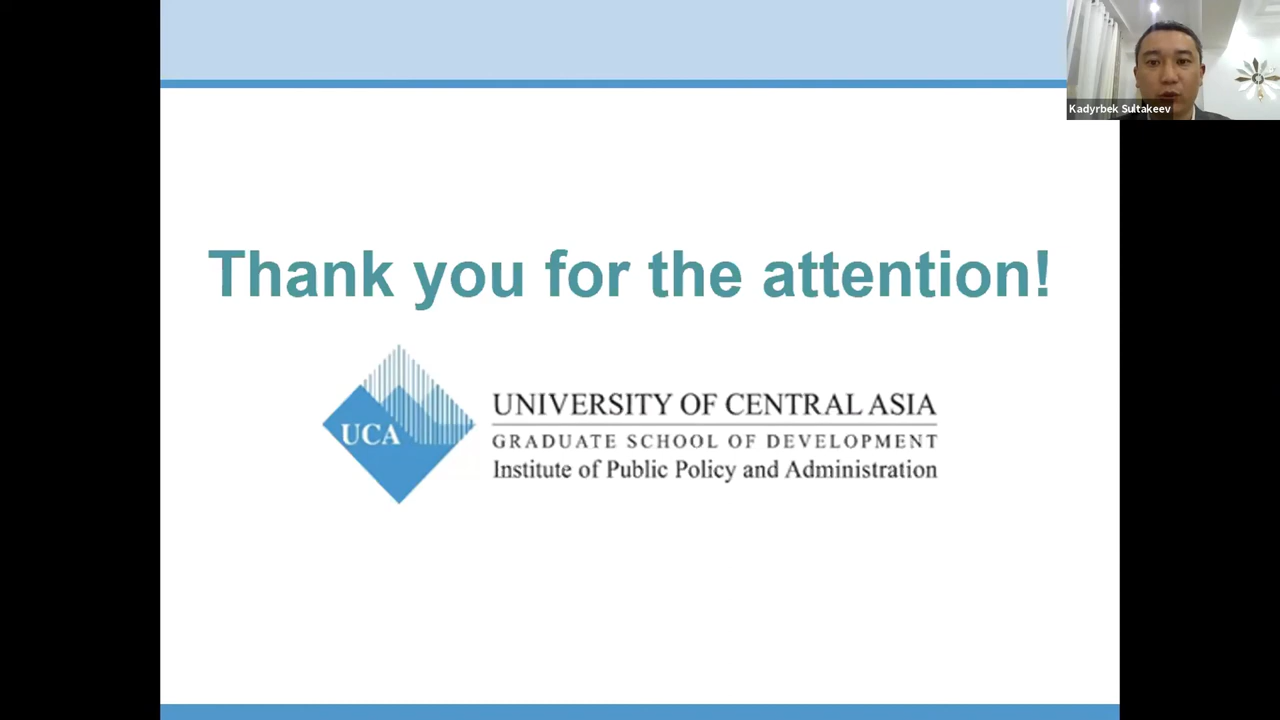 Kadyrbek Sultakeev
Thank you for the attention!
UCA
UNIVERSITY OF CENTRAL ASIA
GRADUATE SCHOOL OF DEVELOPMENT
Institute of Public Policy and Administration